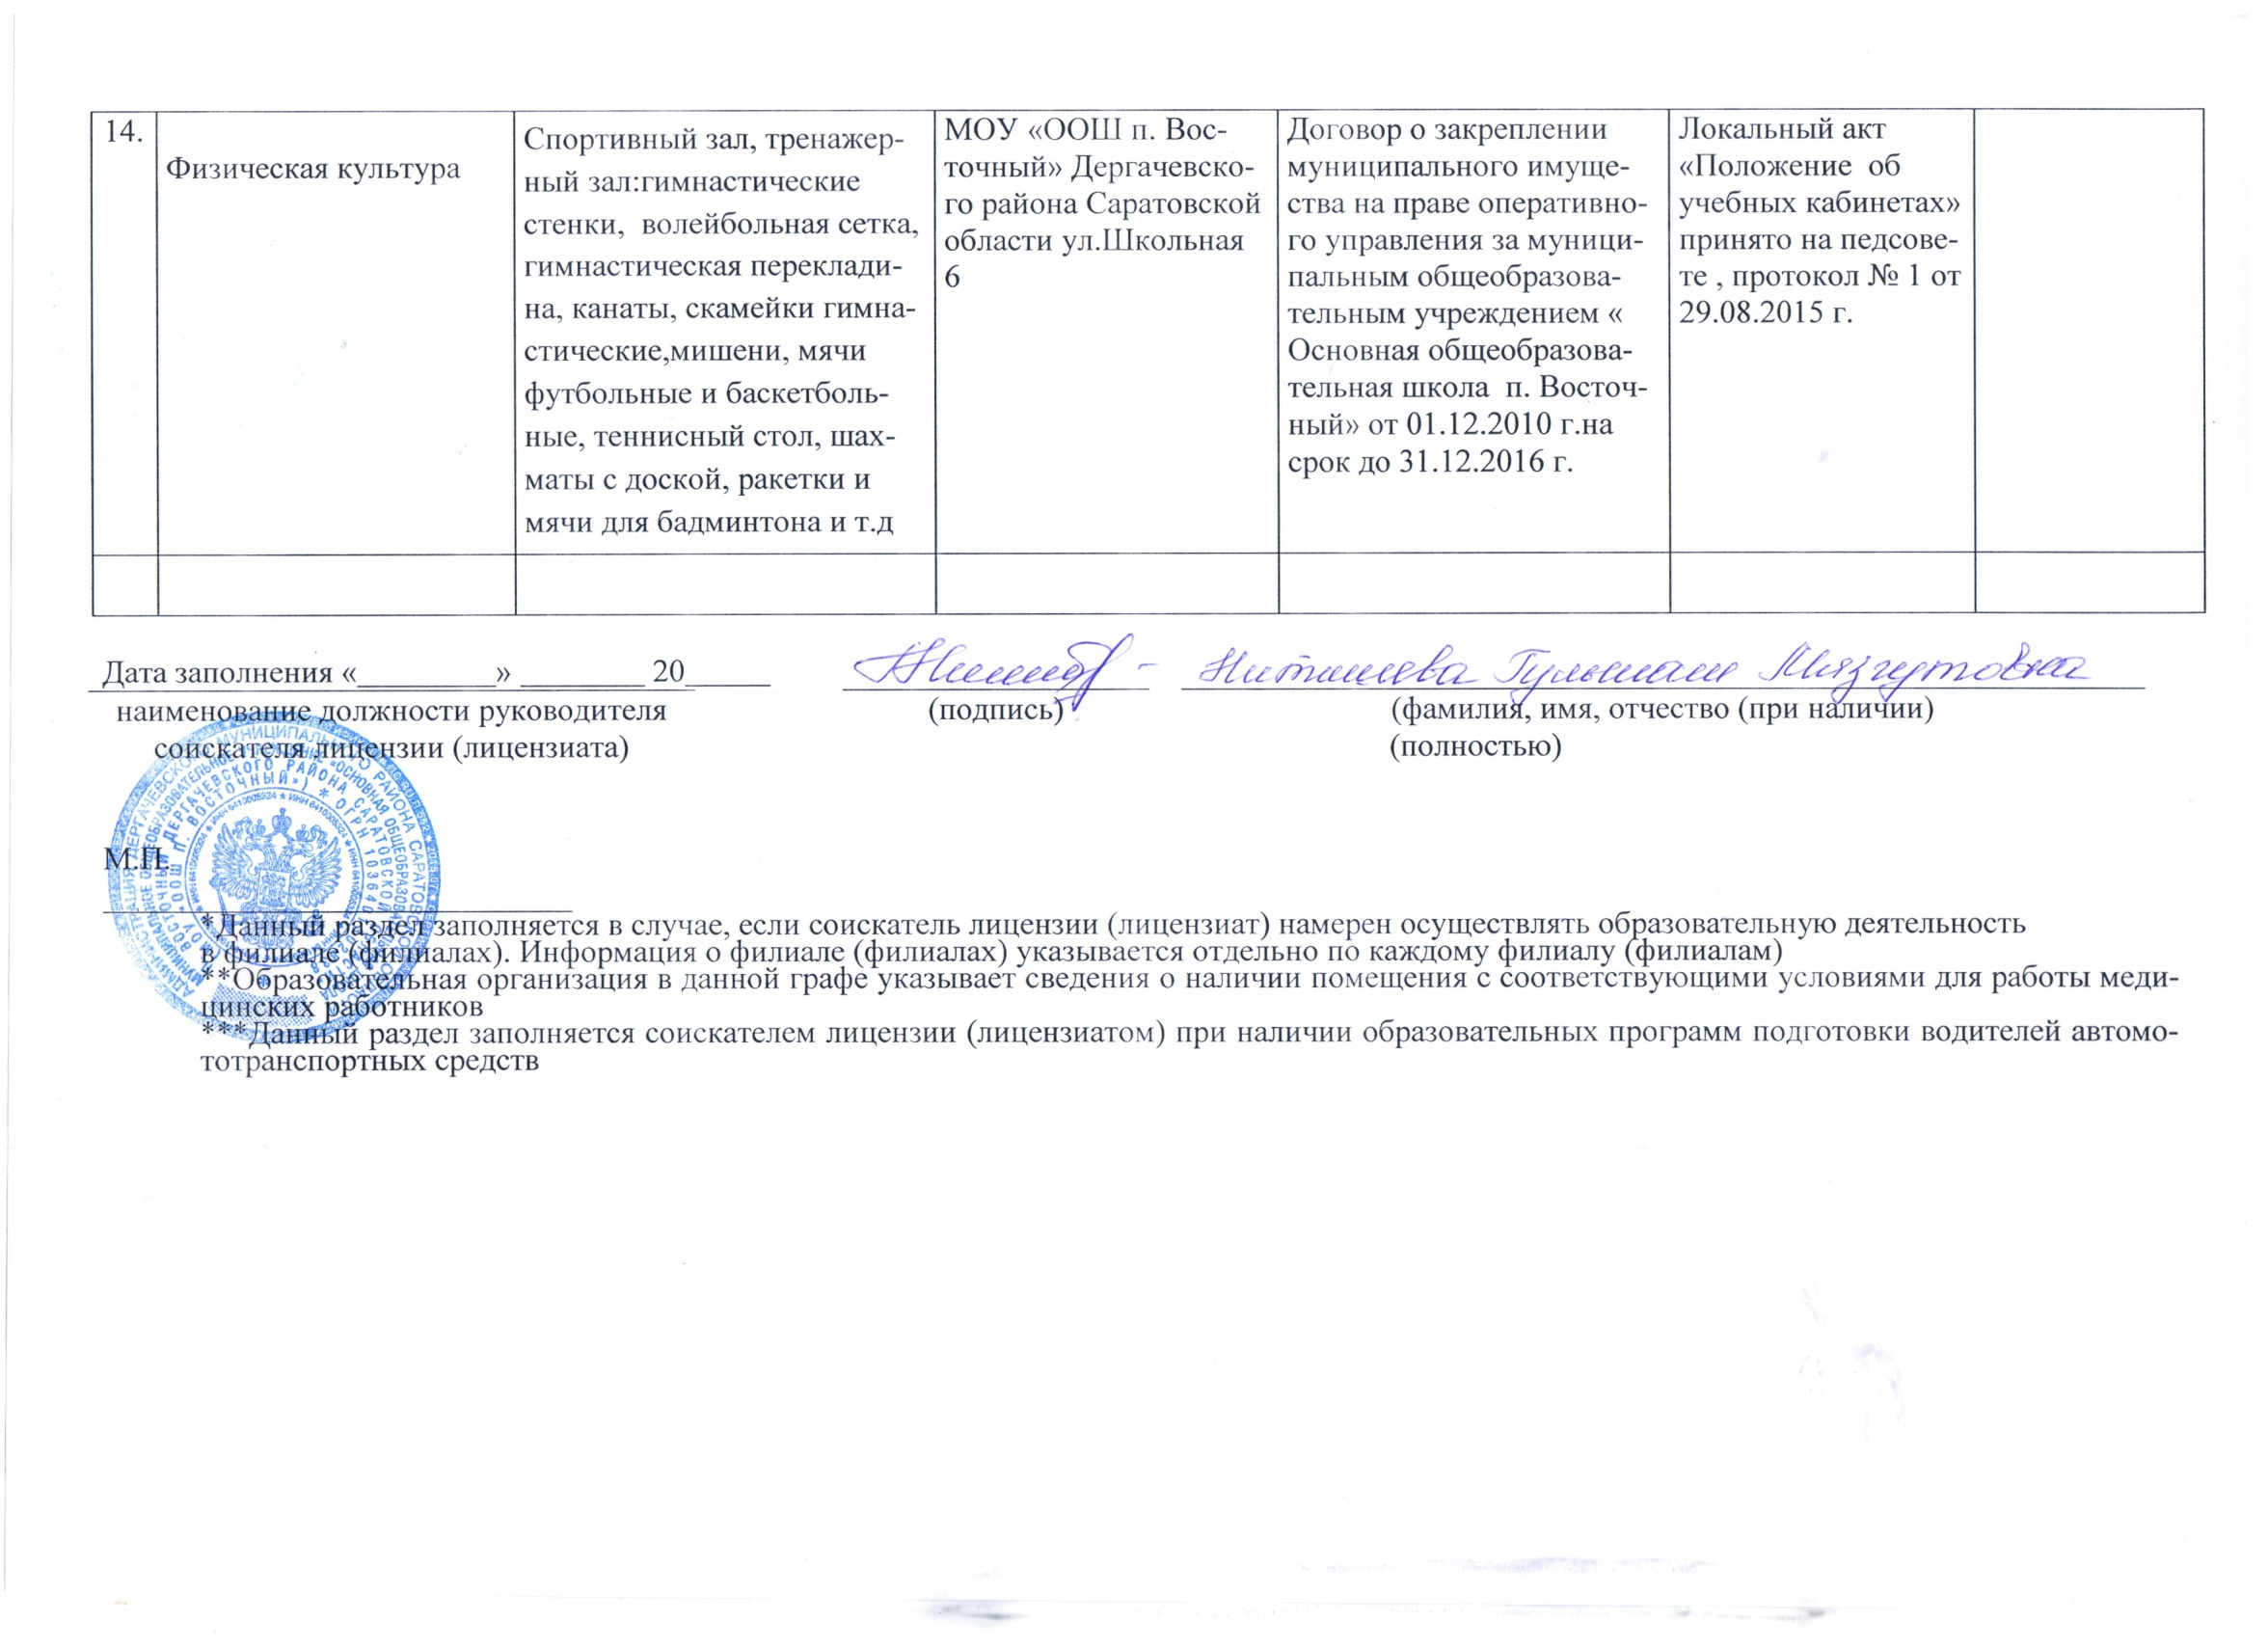 14.
Физическая культура
Спортивный зал, тренажер-
ный зал:гимнастические
стенки, волейбольная сетка,
гимнастическая переклади-
на, канаты, скамейки гимна-
стические,мишени, мячи
футбольные и баскетболь-
ные, теннисный стол, шах-
маты с доской, ракетки и
мячи для бадминтона и т.д
МОУ «ООШ п. Вос-
точный» Дергачевско-
го района Саратовской
области ул.Школьная
6
Договор о закреплении
муниципального имуще-
ства на праве оперативно-
го управления за муници-
пальным общеобразова-
тельным учреждением «
Основная общеобразова-
тельная школа п. Восточ-
ный» от 01.12.2010 г.на
срок до 31.12.2016 г.
Локальный акт
«Положение об
учебных кабинетах»
принято на педсове-
те , протокол № 1 от
29.08.2015 г.
Дата заполнения «_________» ________ 20_____
наименование должности руководителя
соискателя лицензии (лицензиата)
(подпись)
(фамилия, имя, отчество (при наличии)
(полностью)
М.П.
*Данный раздел заполняется в случае, если соискатель лицензии (лицензиат) намерен осуществлять образовательную деятельность
в филиале (филиалах). Информация о филиале (филиалах) указывается отдельно по каждому филиалу (филиалам)
**Образовательная организация в данной графе указывает сведения о наличии помещения с соответствующими условиями для работы меди-
цинских работников
***Данный раздел заполняется соискателем лицензии (лицензиатом) при наличии образовательных программ подготовки водителей автомо-
тотранспортных средств